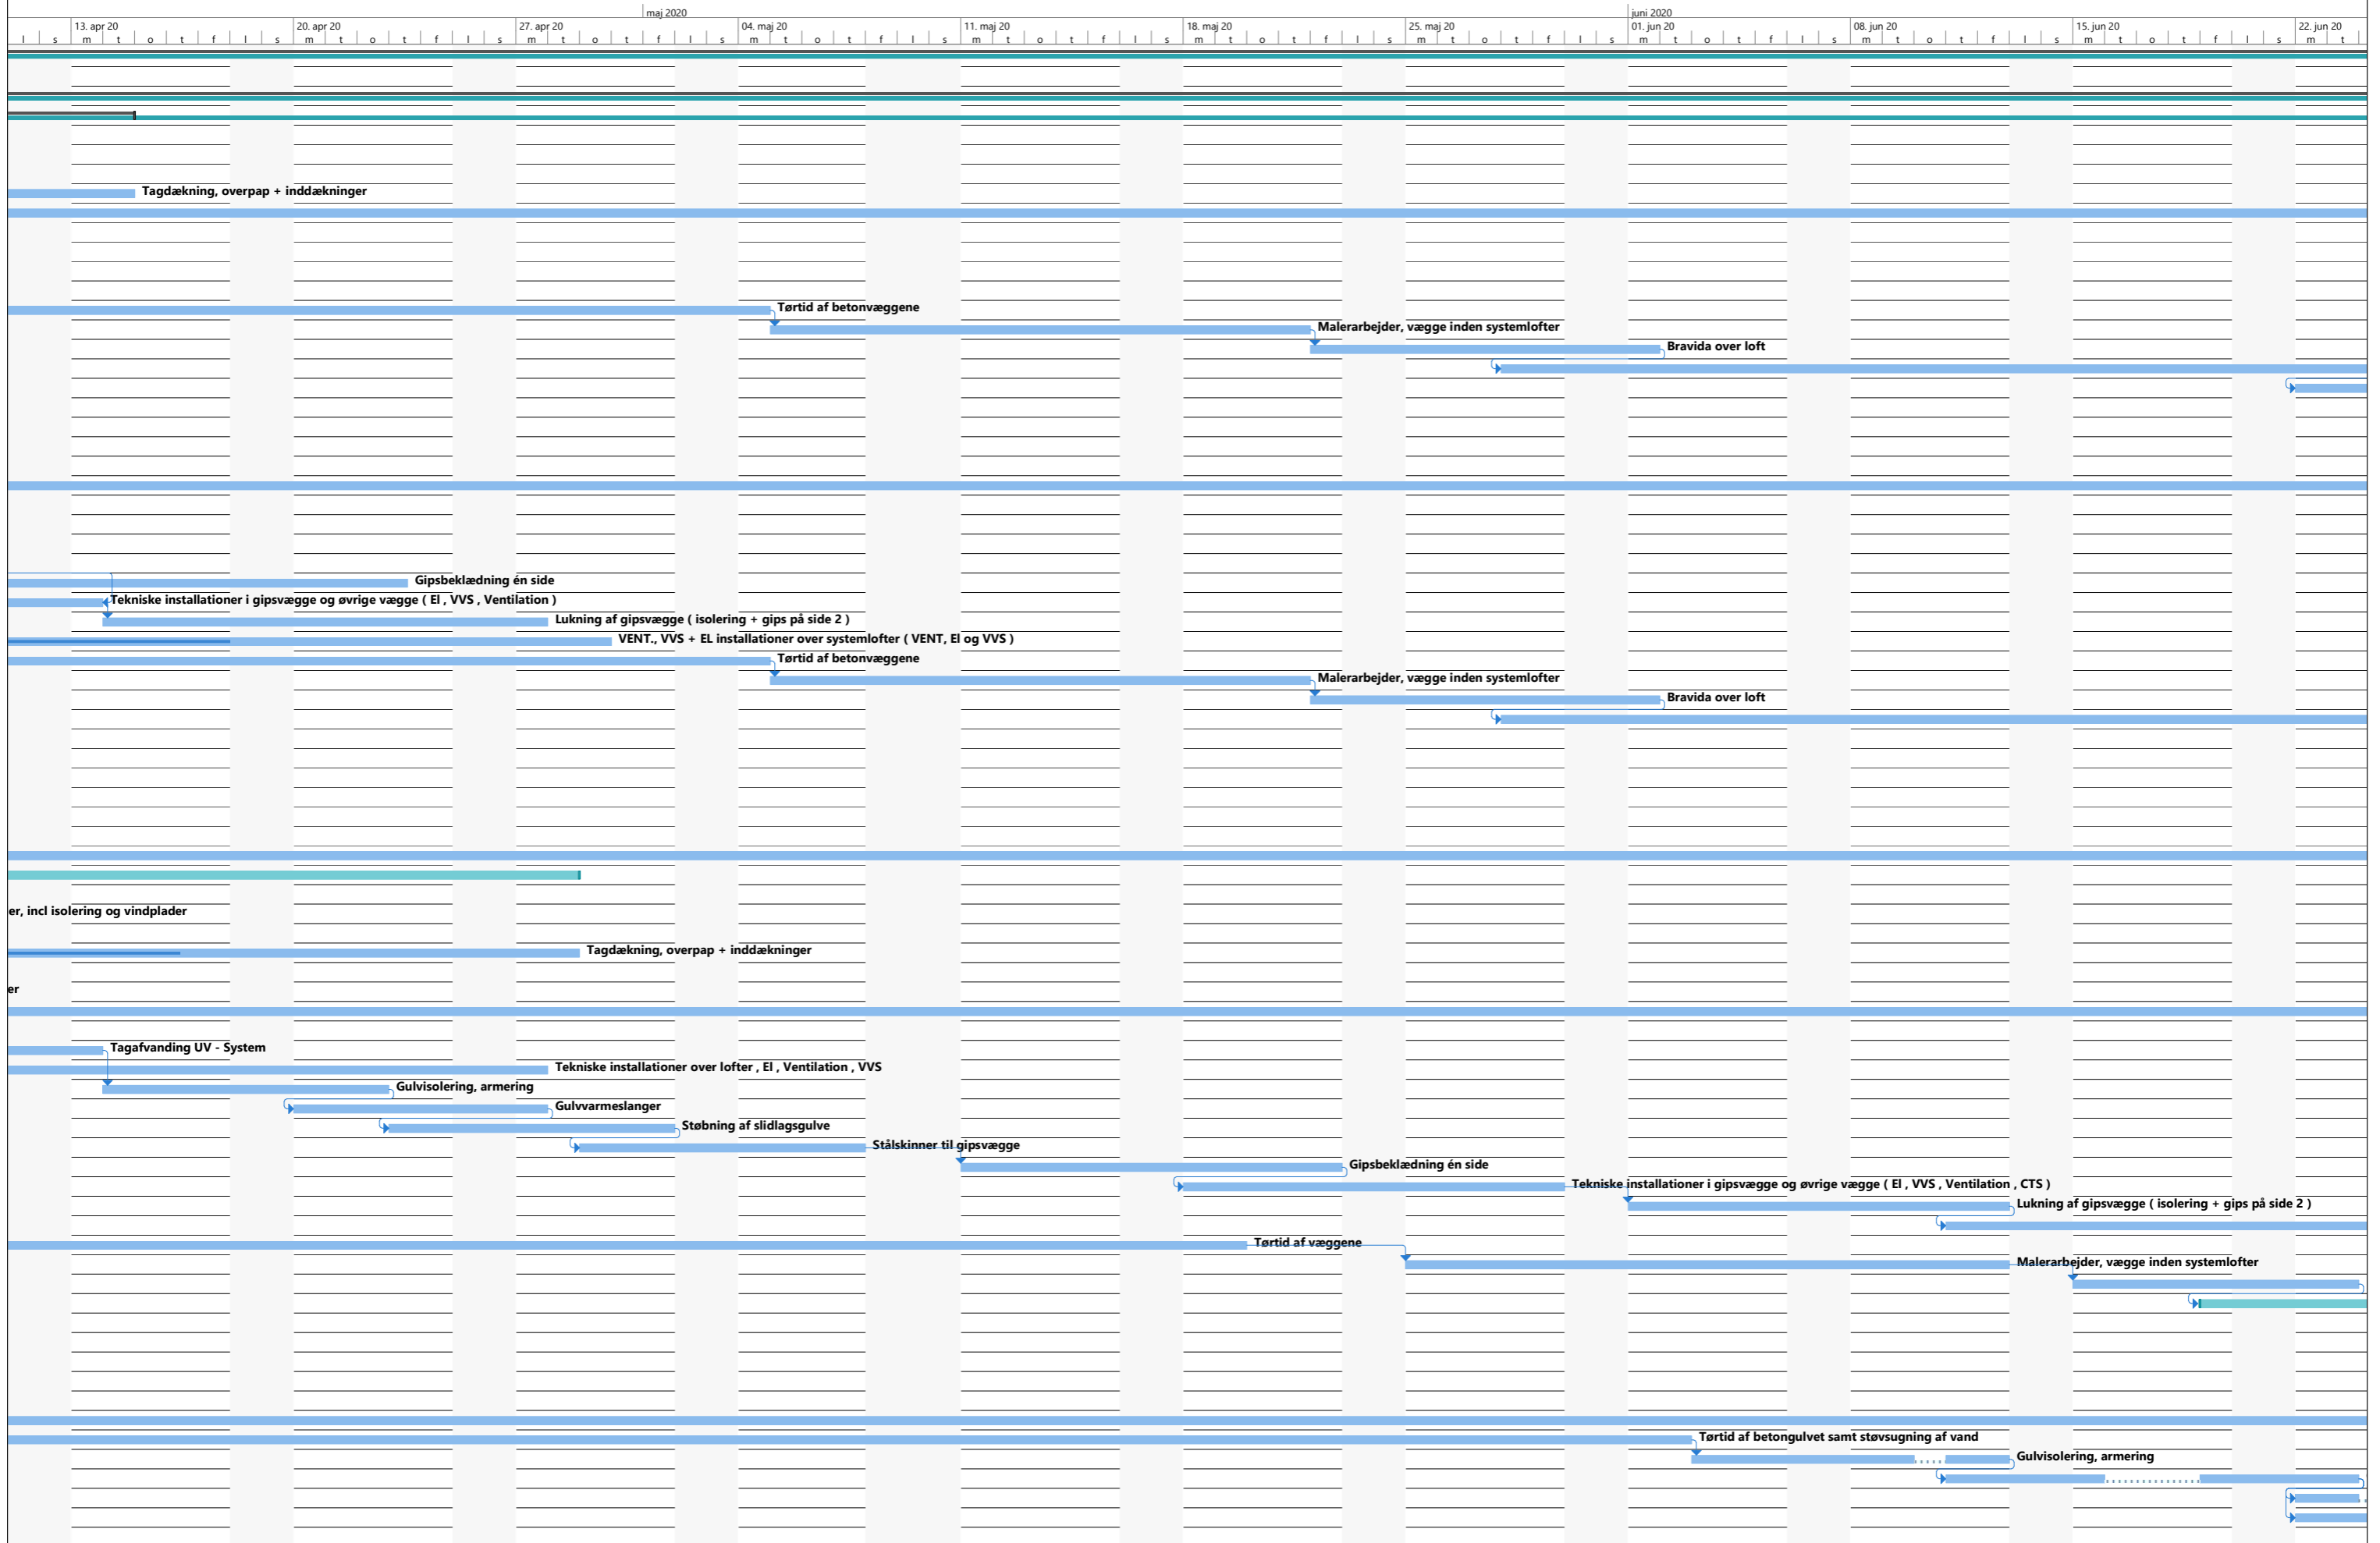 maj 2020 juni 2020
13. apr 20 20. apr 20 27. apr 20 04. maj 20 11. maj 20 18. maj 20 25. maj 20 01. jun 20 08. jun 20 15. jun 20 22. jun 20
l s m t o t f l s m t o t f l s m t o t f l s m t o t f l s m t o t f l s m t o t f l s m t o t f l s m t o t f l s m t o t f l s m t o t f l s m t
Tagdækning, overpap + inddækninger
Tørtid af betonvæggene
Malerarbejder, vægge inden systemlofter
Bravida over loft
Gipsbeklædning én side
Tekniske installationer i gipsvægge og øvrige vægge ( El , VVS , Ventilation )
Lukning af gipsvægge ( isolering + gips på side 2 )
VENT., VVS + EL installationer over systemlofter ( VENT, El og VVS )
Tørtid af betonvæggene
Malerarbejder, vægge inden systemlofter
Bravida over loft
er, incl isolering og vindplader
Tagdækning, overpap + inddækninger
er
Tagafvanding UV - System
Tekniske installationer over lofter , El , Ventilation , VVS
Gulvisolering, armering
Gulvvarmeslanger
Støbning af slidlagsgulve
Stålskinner til gipsvægge
Gipsbeklædning én side
Tekniske installationer i gipsvægge og øvrige vægge ( El , VVS , Ventilation , CTS )
Lukning af gipsvægge ( isolering + gips på side 2 )
Tørtid af væggene
Malerarbejder, vægge inden systemlofter
Tørtid af betongulvet samt støvsugning af vand
Gulvisolering, armering